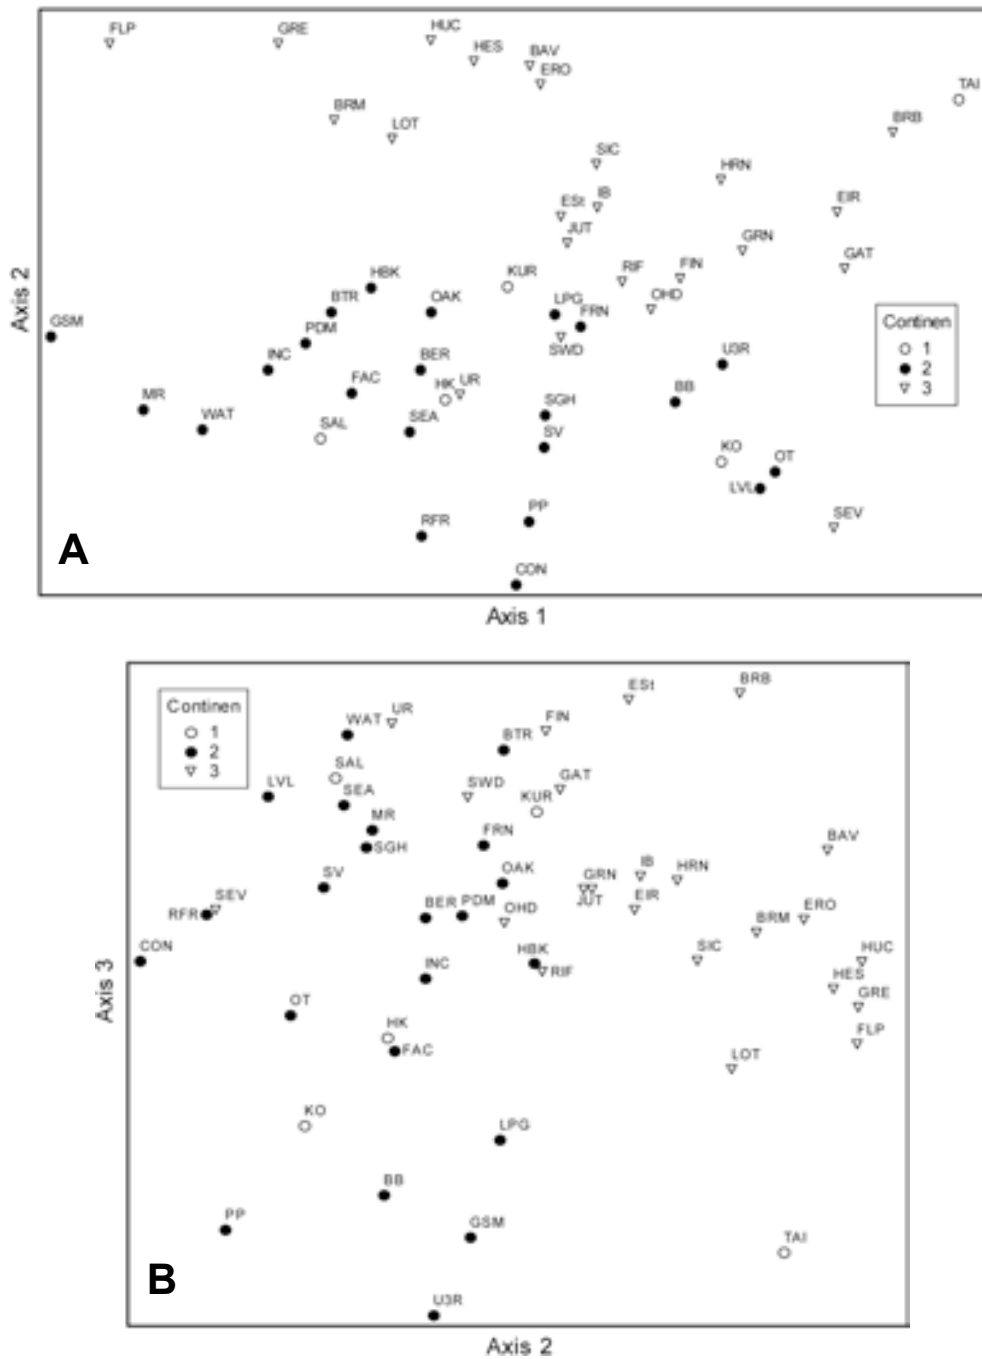 FLP GRE HUC
HES BAV
ERO
TAI
BRM BRB
LOT
SIC
HRN
ESt IB EIR
JUT
GRN
GAT
HBK KUR RIF FIN
BTR OAK LPG OHD
GSM FRN
PDM
SWD
INC BER U3R
FAC HK UR BB
MR
WAT SAL SEA SGH
SV KO
OT
LVL
SEV
RFR PP
CON
Continen
1
2
3
Axis 2
A
Axis 1
Continen
1
2
3
ESt BRB
WAT UR FIN
BTR
SAL
LVL SEA SWD GAT
KUR
MR
SGH FRN BAV
SV OAK GRN IB HRN
JUT EIR
SEV BER PDM OHD ERO
RFR BRM
CON HBK SIC HUC
INC RIF HES
OT GRE
HK FLP
FAC LOT
KO
LPG
BB
PP GSM
TAI
U3R
Axis 3
B
Axis 2